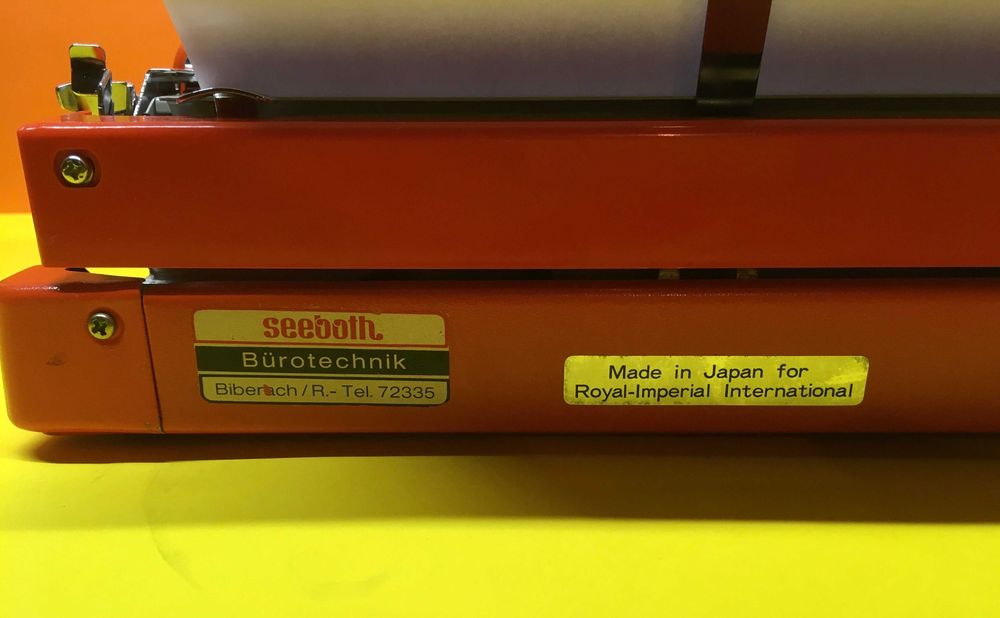 seeboth
Bürotechnik
Biberach/R.- Tel. 72335
Made in Japan for
Royal-Imperial International